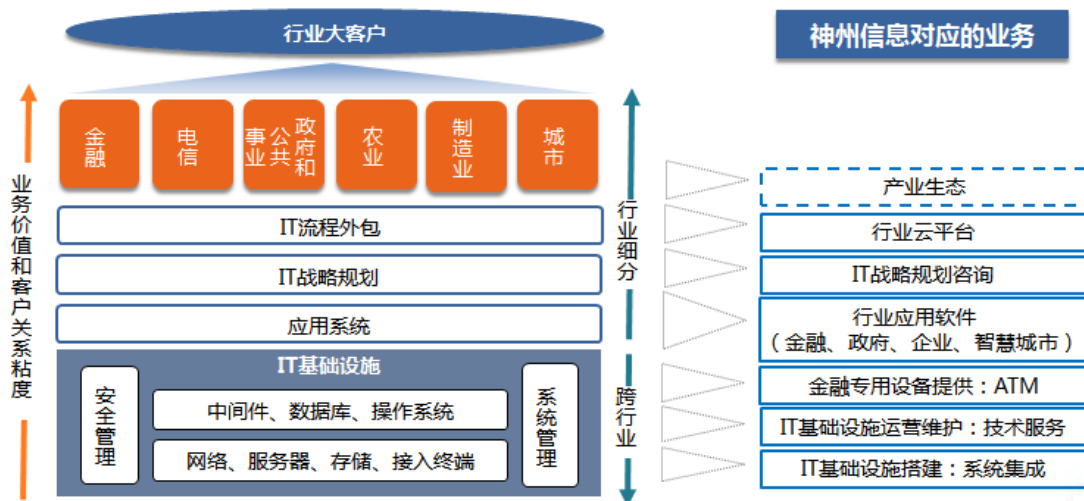 行业大客户
神州信息对应的业务
金融
电信
政府和
公共
事业
农业
制造业
城市
业务价值和客户关系粘度
IT流程外包
IT战略规划
应用系统
IT基础设施
安全管理
中间件、数据库、操作系统
网络、服务器、存储、接入终端
系统管理
行业细分
跨行业
产业生态
行业云平台
IT战略规划咨询
行业应用软件
（金融、政府、企业、智慧城市）
金融专用设备提供：ATM
IT基础设施运营维护：技术服务
IT基础设施搭建：系统集成